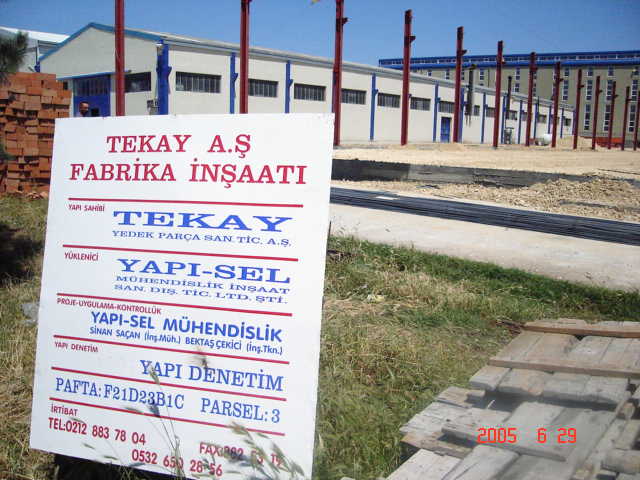 TEKAY A.Ş
FABRİKA İNŞAATI
YAPI SAHİBİ
TEKAY
YEDEK PARÇA SAN. TİC. A.Ş.
YÜKLENİCİ
YAPI-SEL
MÜHENDİSLİK İNŞAAT
SAN. DIŞ. TİC. LTD. ŞTİ.
PROJE-UYGULAMA-KONTROLLÜK
YAPI-SEL MÜHENDİSLİK
SİNAN SAÇAN (İnş.Müh.) BEKTAŞ ÇEKİCİ (İnş.Tkn.)
YAPI DENETİM
YAPI DENETİM
PAFTA: F21D23B1C PARSEL: 3
İRTİBAT
TEL:0212 883 78 04 FAX:
0532 650 28 56
2005 6 29